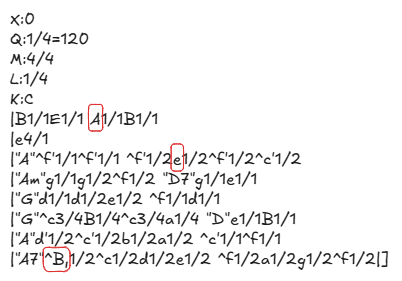 X:0
Q:1/4=120
M:4/4
L:1/4
K:C
|B1/1E1/1 A1/1B1/1
|e4/1
|"A"^f'1/1^f'1/1 ^f'1/2e1/2^f'1/2^c'1/2
|"Am"g1/1g1/2^f1/2 "D7"g1/1e1/1
|"G"d1/1d1/2e1/2 ^f1/1d1/1
|"G"^c3/4B1/4^c3/4a1/4 "D"e1/1B1/1
|"A"d'1/2^c'1/2b1/2a1/2 ^c'1/1^f1/1
|"A7"^B,1/2^c1/2d1/2e1/2 ^f1/2a1/2g1/2^f1/2|]